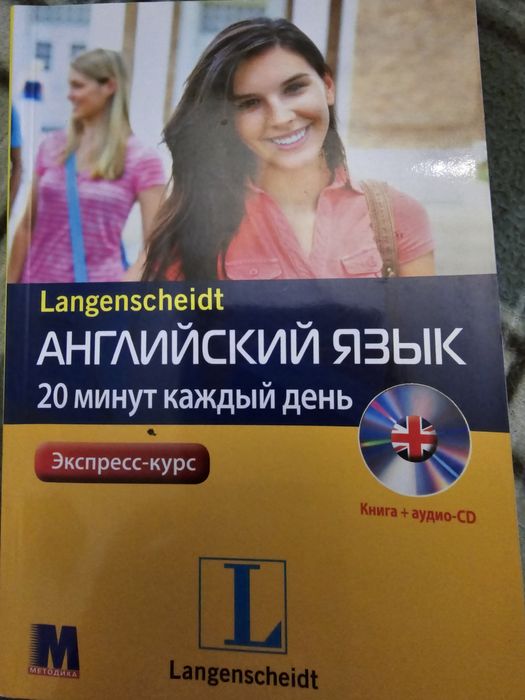 Langenscheidt
АНГЛИЙСКИЙ ЯЗЫК
20 минут каждый день
Экспресс-курс
Книга + аудио-CD
L
Langenscheidt
М
МЕТОДИКА